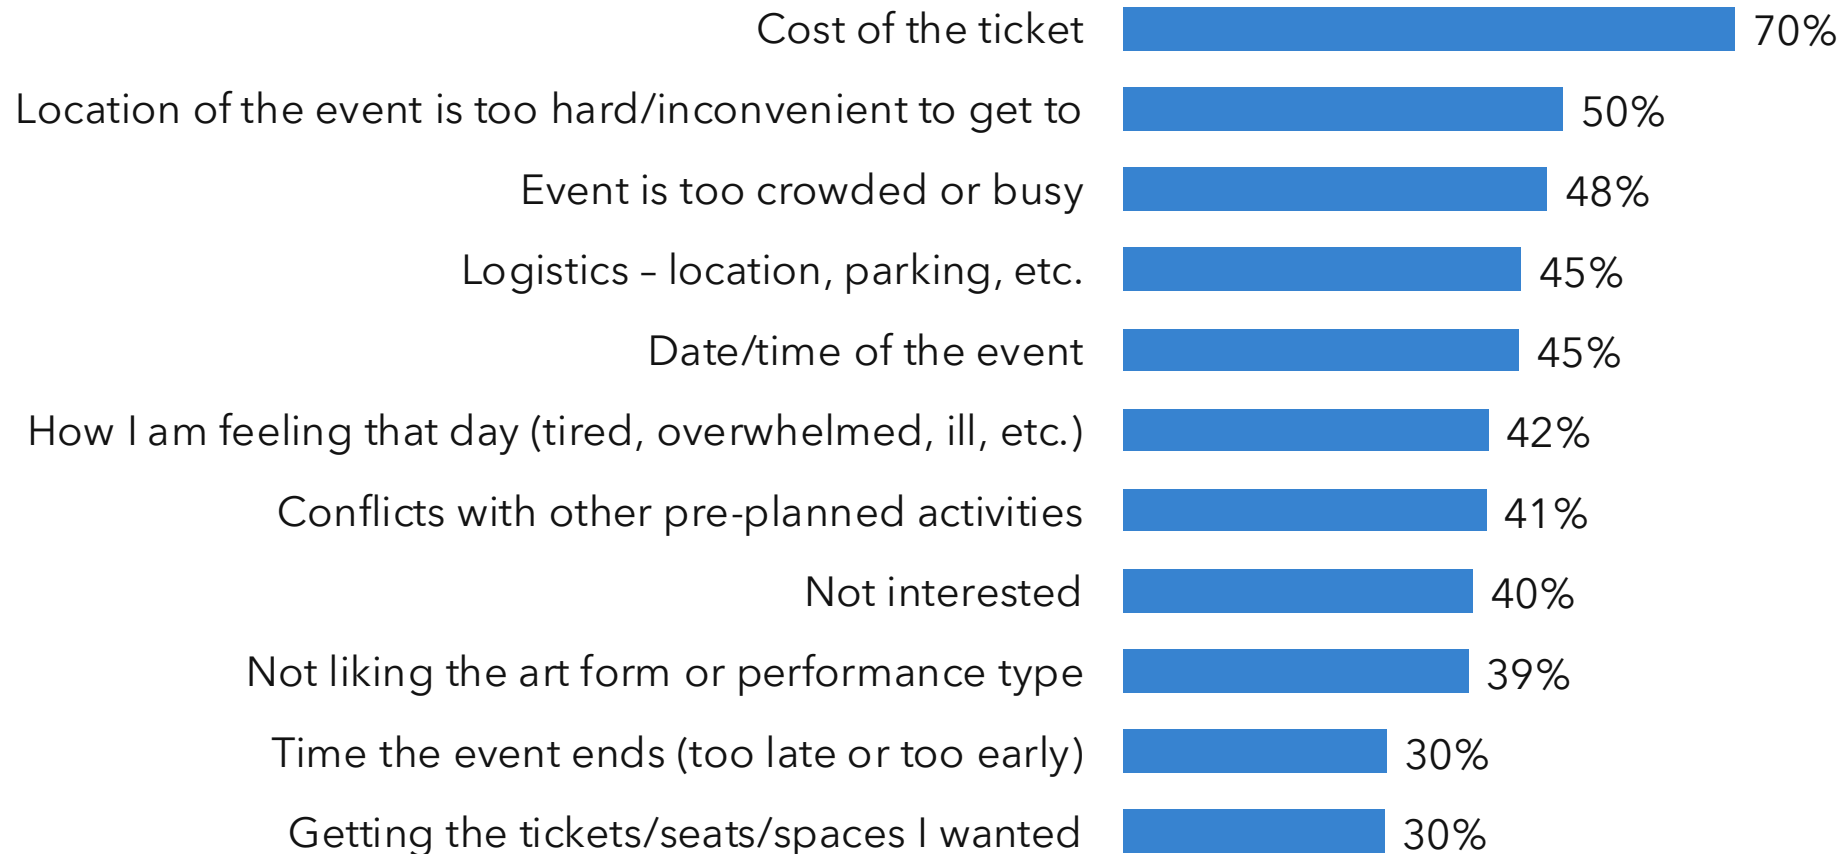 Cost of the ticket 70%
Location of the event is too hard/inconvenient to get to 50%
Event is too crowded or busy 48%
Logistics – location, parking, etc. 45%
Date/time of the event 45%
How I am feeling that day (tired, overwhelmed, ill, etc.) 42%
Conflicts with other pre-planned activities 41%
Not interested 40%
Not liking the art form or performance type 39%
Time the event ends (too late or too early) 30%
Getting the tickets/seats/spaces I wanted 30%